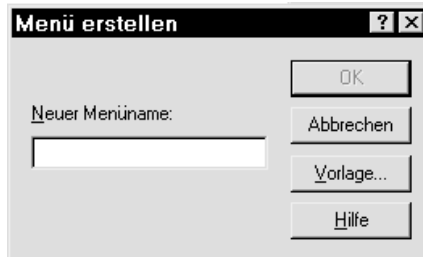 Menü erstellen
OK
Neuer Menüname:
Abbrechen
Vorlage...
Hilfe